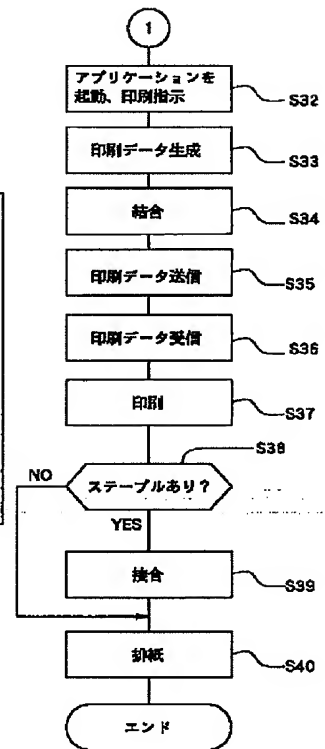 1
アプリケーションを
起動、印刷指示
S32
印刷データ生成
S33
結合
S34
印刷データ送信
S35
印刷データ受信
S36
印刷
S37
S38
ステープルあり？
NO
YES
接合
S39
排紙
S40
エンド